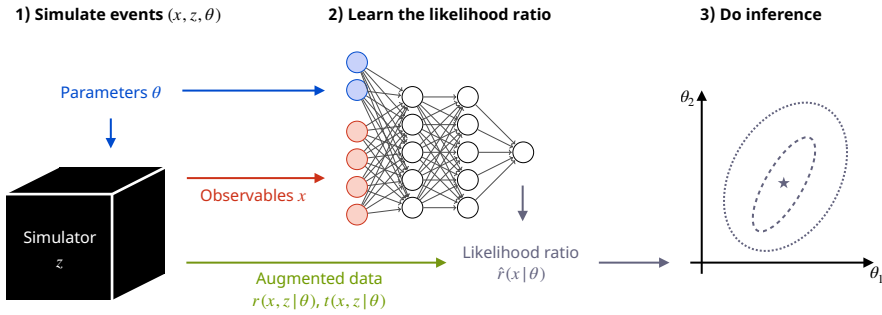 1) Simulate events (x, z, θ)
2) Learn the likelihood ratio
3) Do inference
Parameters θ
Observables x
Simulator
z
Augmented data
r(x, z|θ), t(x, z|θ)
Likelihood ratio
r̂(x|θ)
θ₂
θ₁